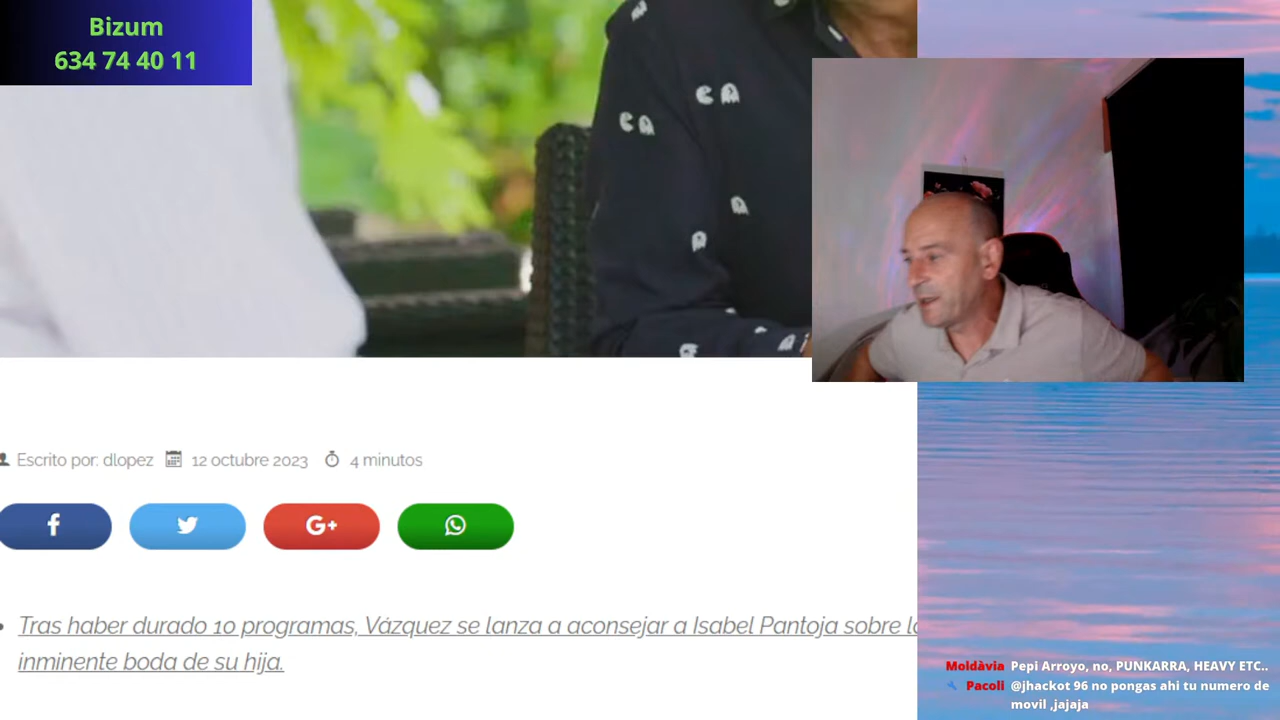 Bizum
634 74 40 11
Escrito por: dlopez 12 octubre 2023 4 minutos
f G+
Tras haber durado 10 programas, Vázquez se lanza a aconsejar a Isabel Pantoja sobre
inminente boda de su hija.
Moldàvia Pepi Arroyo, no, PUNKARRA, HEAVY ETC..
Pacoli @jhackot 96 no pongas ahi tu numero de
movil ,jajaja